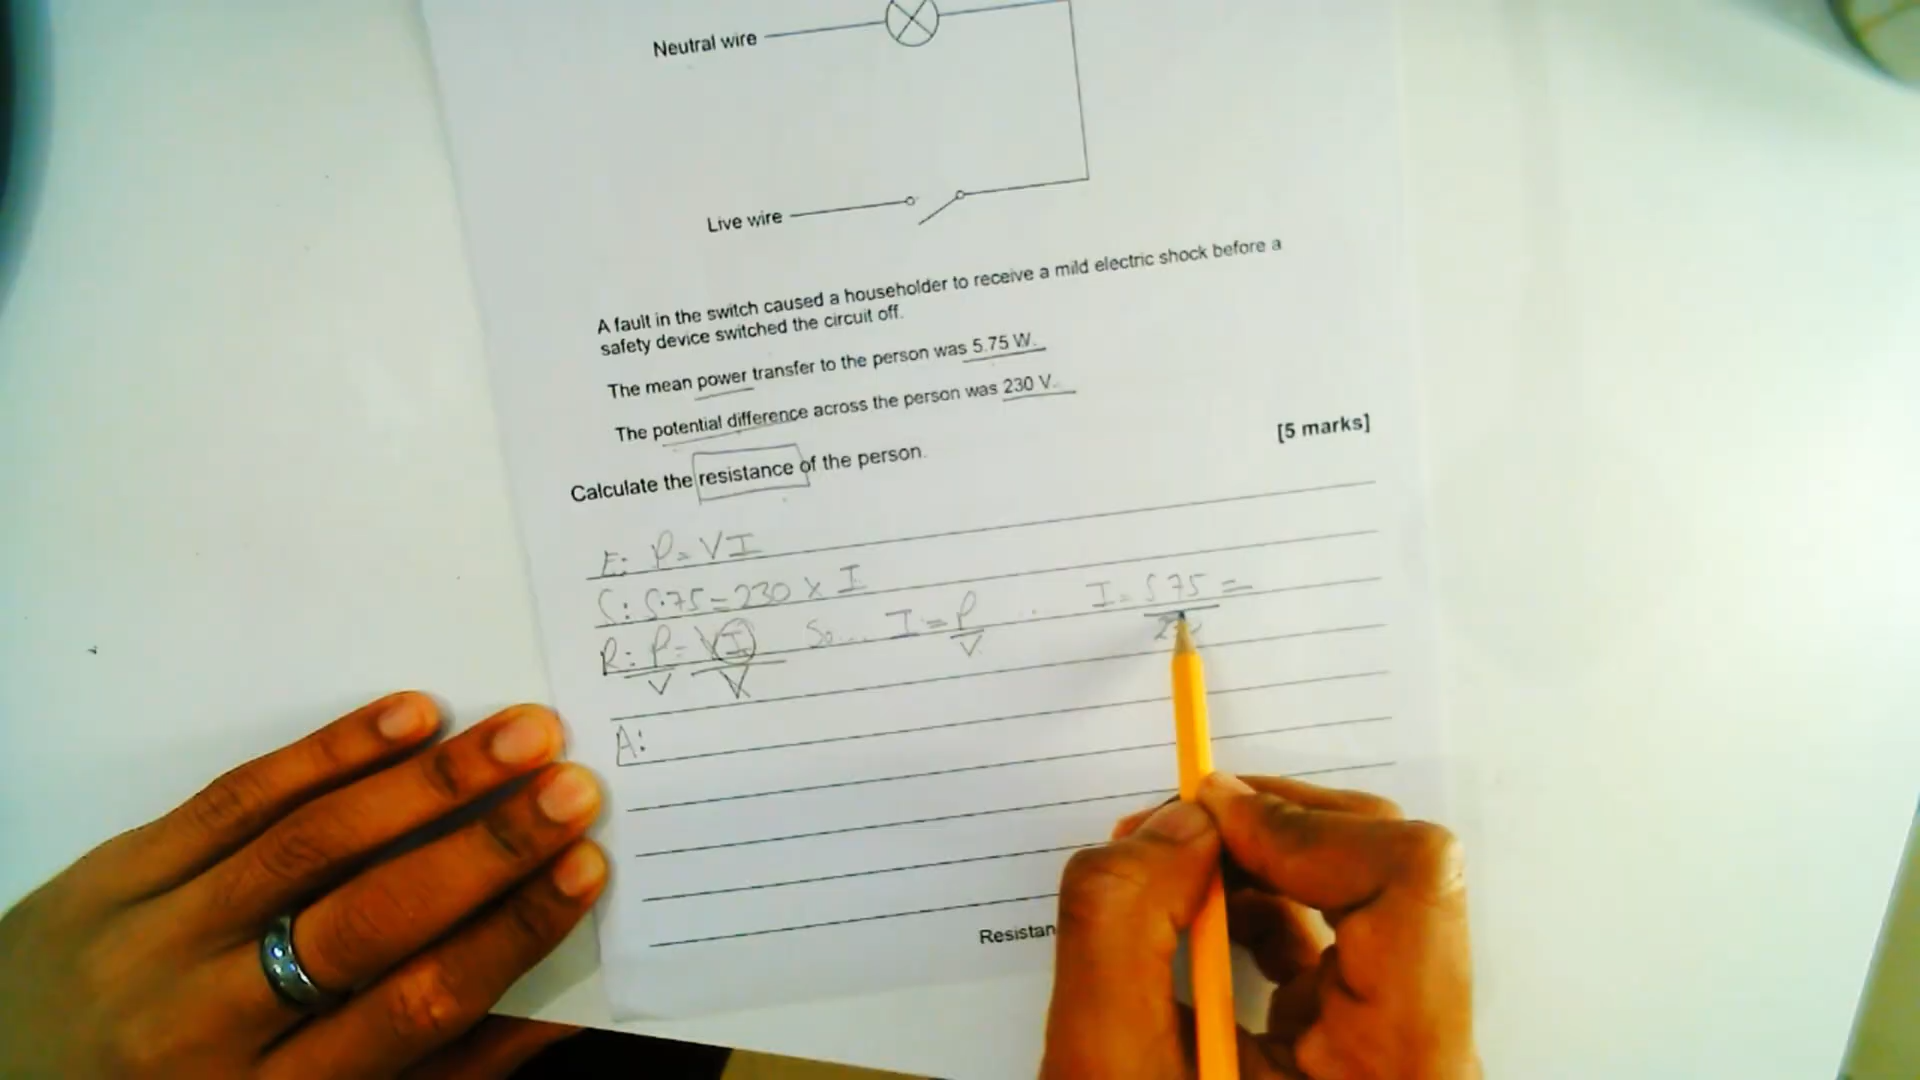 Neutral wire
Live wire
A fault in the switch caused a householder to receive a mild electric shock before a
safety device switched the circuit off.
The mean power transfer to the person was 5.75 W.
The potential difference across the person was 230 V.
[5 marks]
Calculate the resistance of the person.
E: P = VI
S: 5.75 = 230 x I
R: P/V = VI/V So... I = P/V ... I = 5.75/230 =
A:
Resistan